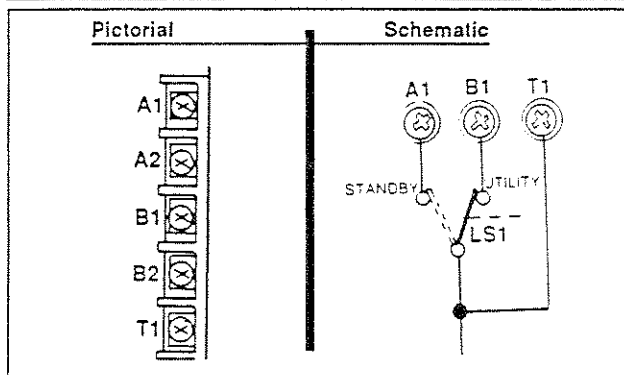 Pictorial
A1
A2
B1
B2
T1
Schematic
A1 B1 T1
STANDBY UTILITY
LS1